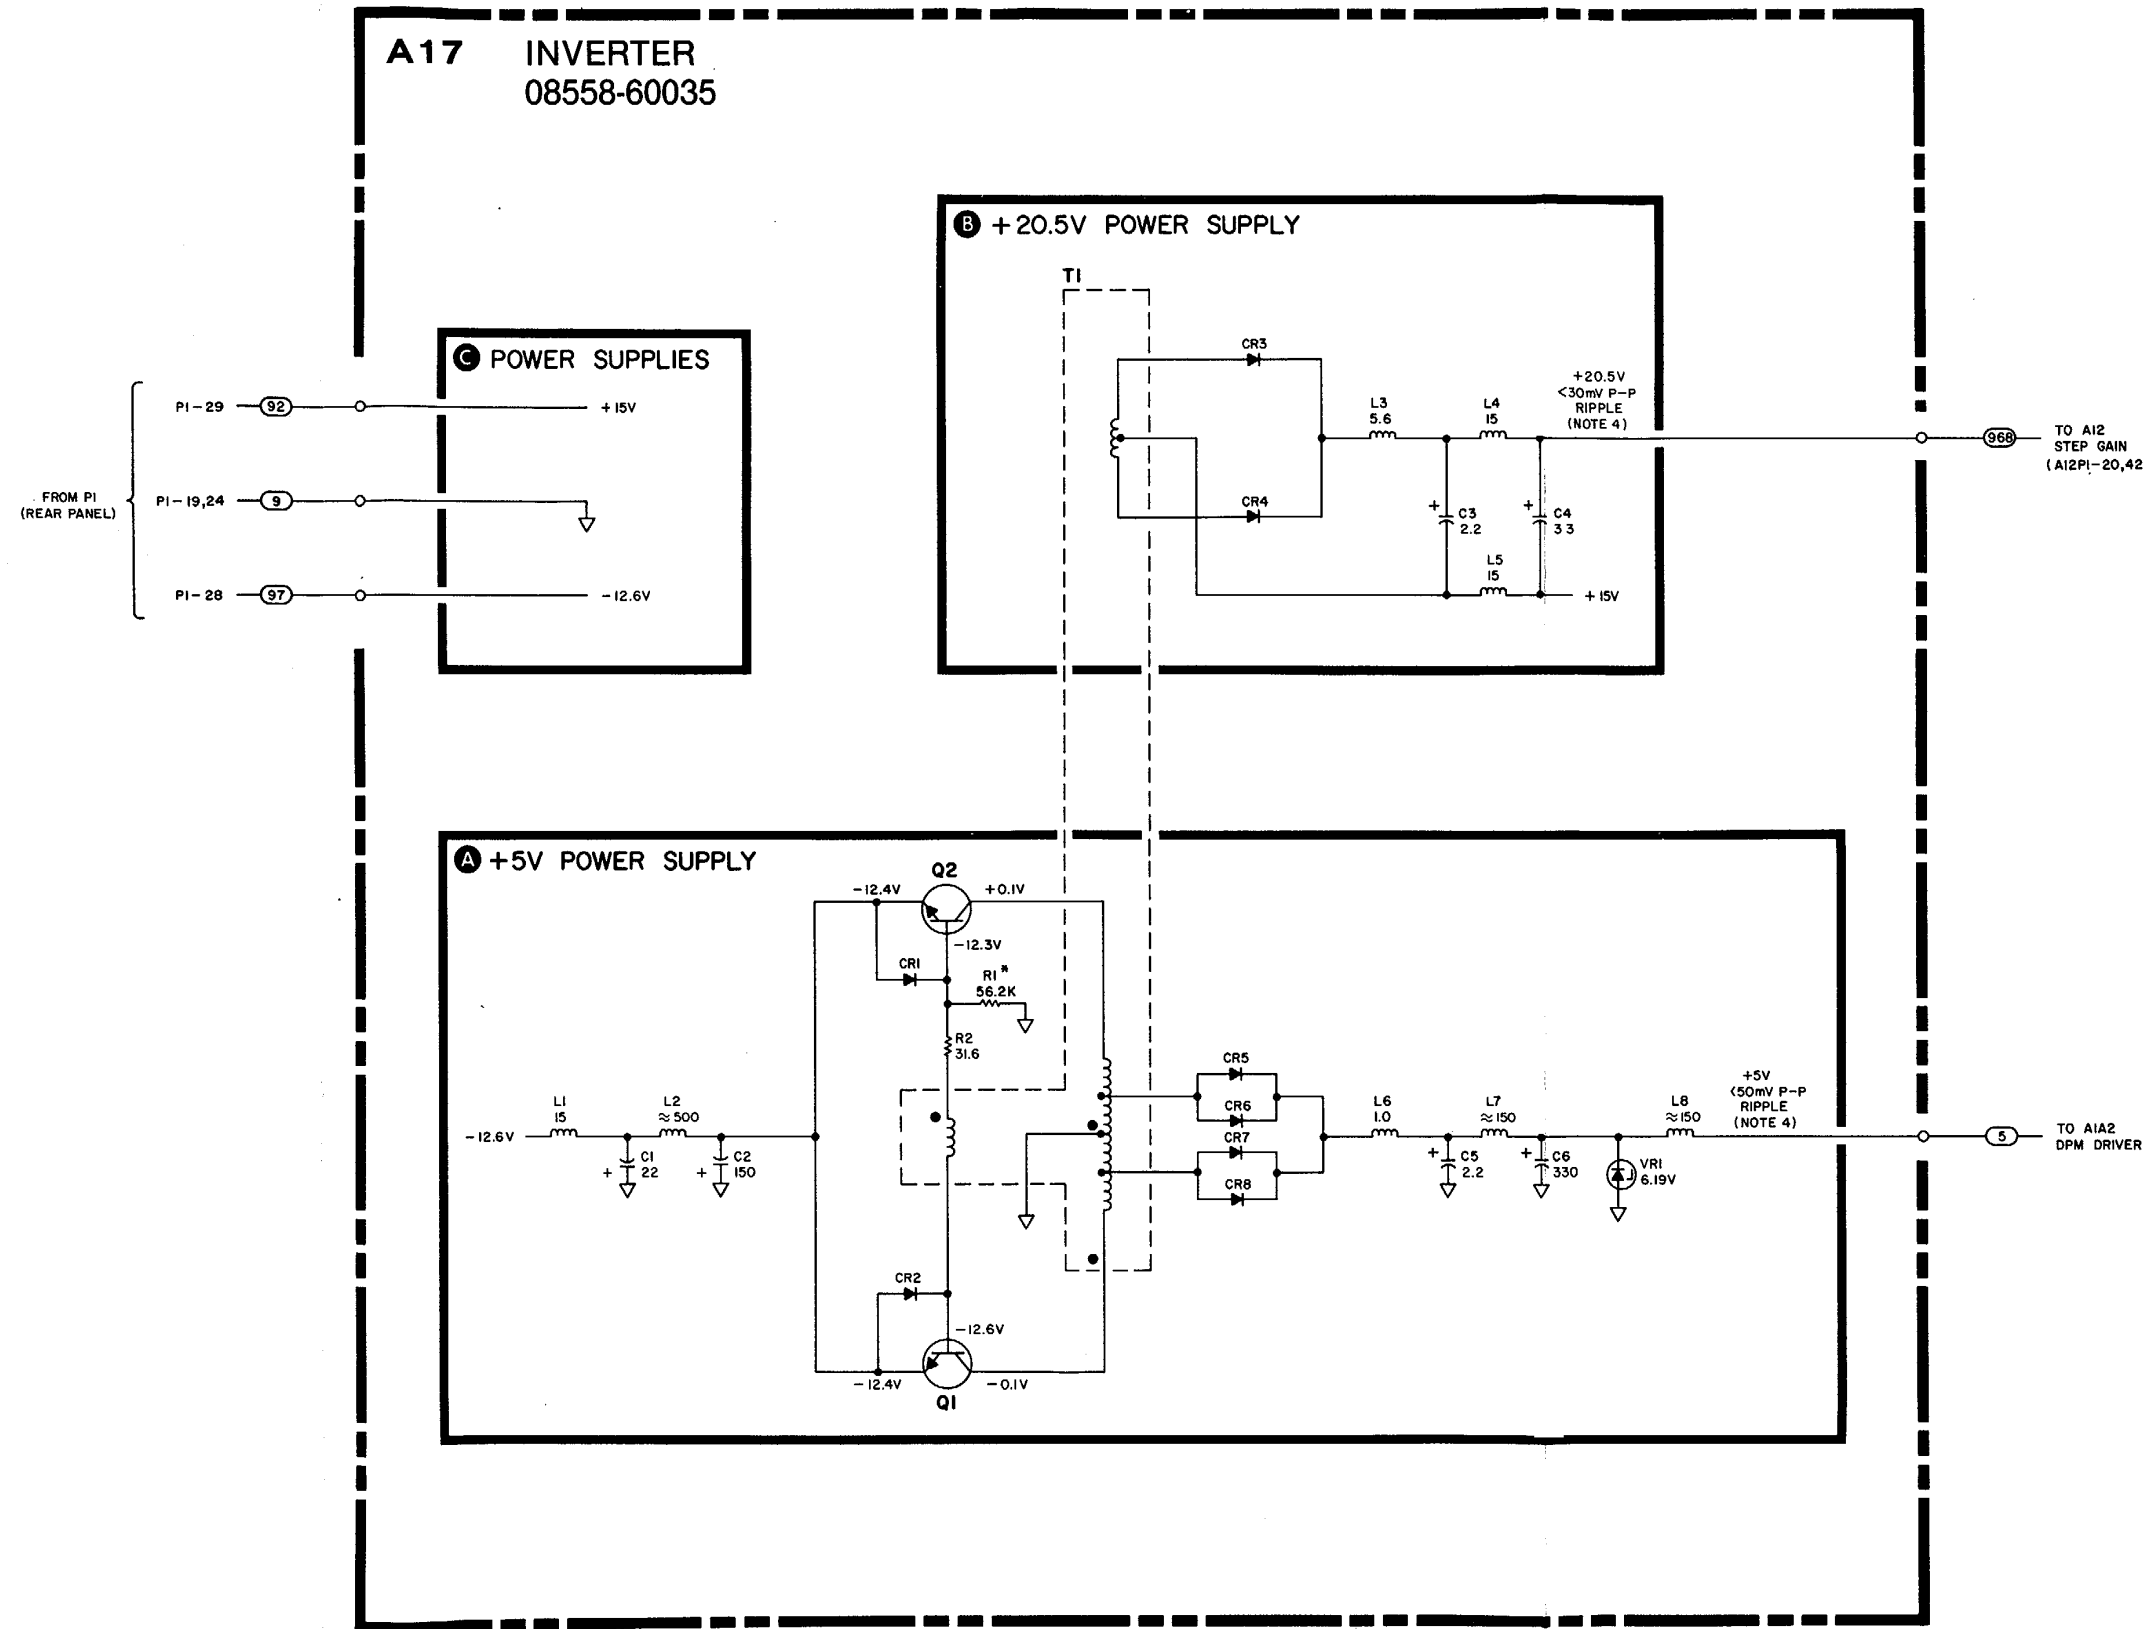 A17 INVERTER
08558-60035
B +20.5V POWER SUPPLY
T1
CR3
CR4
L3
5.6
L4
15
+20.5V
<30mV P-P
RIPPLE
(NOTE 4)
+ C3
2.2
+ C4
3 3
L5
15
+15V
968
TO A12
STEP GAIN
(A12P1-20,42
C POWER SUPPLIES
P1-29 92 +15V
FROM P1
(REAR PANEL)
P1-19,24 9
P1-28 97 -12.6V
A +5V POWER SUPPLY
Q2
-12.4V
+0.1V
-12.3V
CR1
R1*
56.2K
R2
31.6
-12.6V
L1
15
+ C1
22
L2
≈500
+ C2
150
CR2
-12.6V
-12.4V
-0.1V
Q1
CR5
CR6
CR7
CR8
L6
1.0
L7
≈150
L8
≈150
+ C5
2.2
+ C6
330
VR1
6.19V
+5V
<50mV P-P
RIPPLE
(NOTE 4)
5
TO A1A2
DPM DRIVER